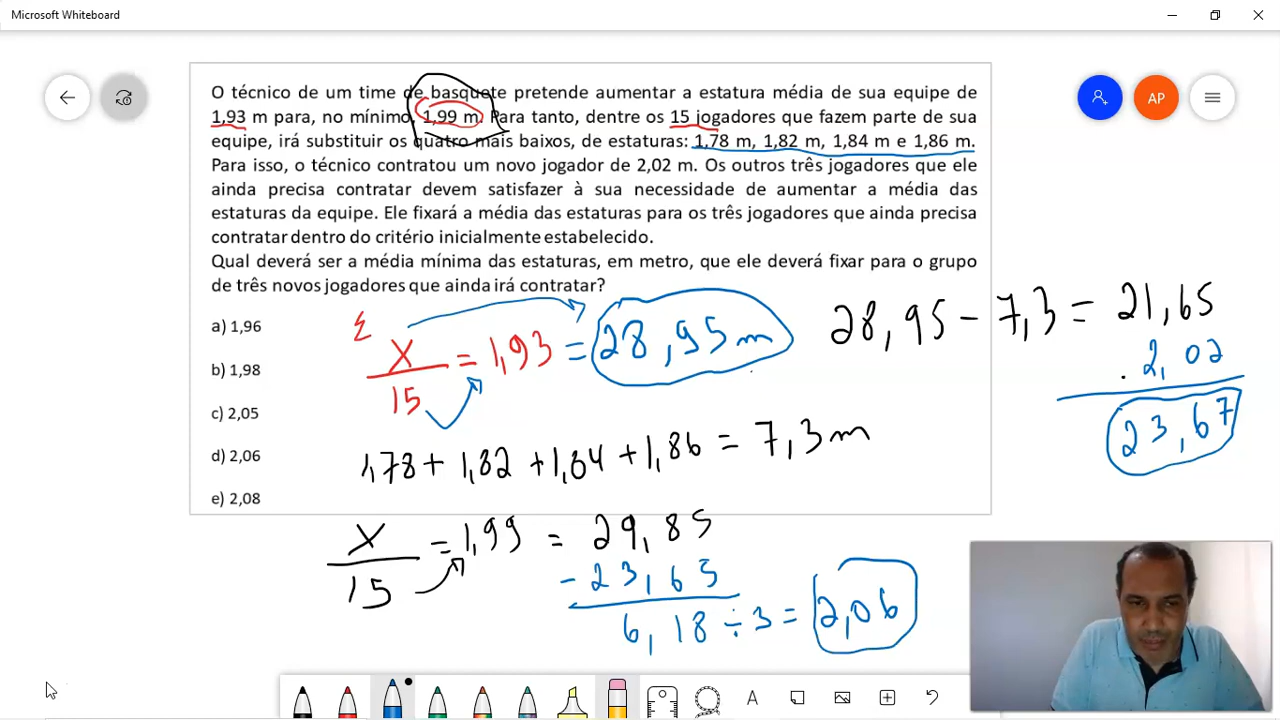 Microsoft Whiteboard
AP
O técnico de um time de basquete pretende aumentar a estatura média de sua equipe de
1,93 m para, no mínimo, 1,99 m. Para tanto, dentre os 15 jogadores que fazem parte de sua
equipe, irá substituir os quatro mais baixos, de estaturas: 1,78 m, 1,82 m, 1,84 m e 1,86 m.
Para isso, o técnico contratou um novo jogador de 2,02 m. Os outros três jogadores que ele
ainda precisa contratar devem satisfazer à sua necessidade de aumentar a média das
estaturas da equipe. Ele fixará a média das estaturas para os três jogadores que ainda precisa
contratar dentro do critério inicialmente estabelecido.
Qual deverá ser a média mínima das estaturas, em metro, que ele deverá fixar para o grupo
de três novos jogadores que ainda irá contratar?
a) 1,96
b) 1,98
c) 2,05
d) 2,06
e) 2,08
Σ
X
15
= 1,93 = 28,95 m
28,95 - 7,3 = 21,65
2,02
23,67
1,78 + 1,82 + 1,84 + 1,86 = 7,3 m
X
15
= 1,99 = 29,85
- 23,65
6,18 ÷ 3 = 2,06
A